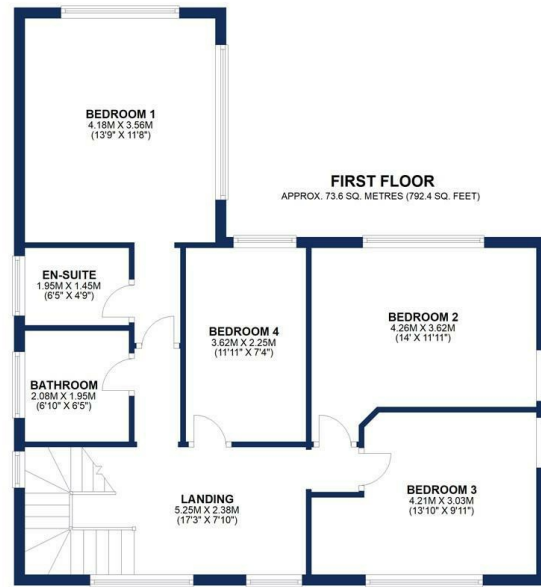 BEDROOM 1
4.18M X 3.56M
(13'9" X 11'8")
FIRST FLOOR
APPROX. 73.6 SQ. METRES (792.4 SQ. FEET)
EN-SUITE
1.95M X 1.45M
(6'5" X 4'9")
BEDROOM 4
3.62M X 2.25M
(11'11" X 7'4")
BEDROOM 2
4.26M X 3.62M
(14' X 11'11")
BATHROOM
2.08M X 1.95M
(6'10" X 6'5")
LANDING
5.25M X 2.38M
(17'3" X 7'10")
BEDROOM 3
4.21M X 3.03M
(13'10" X 9'11")